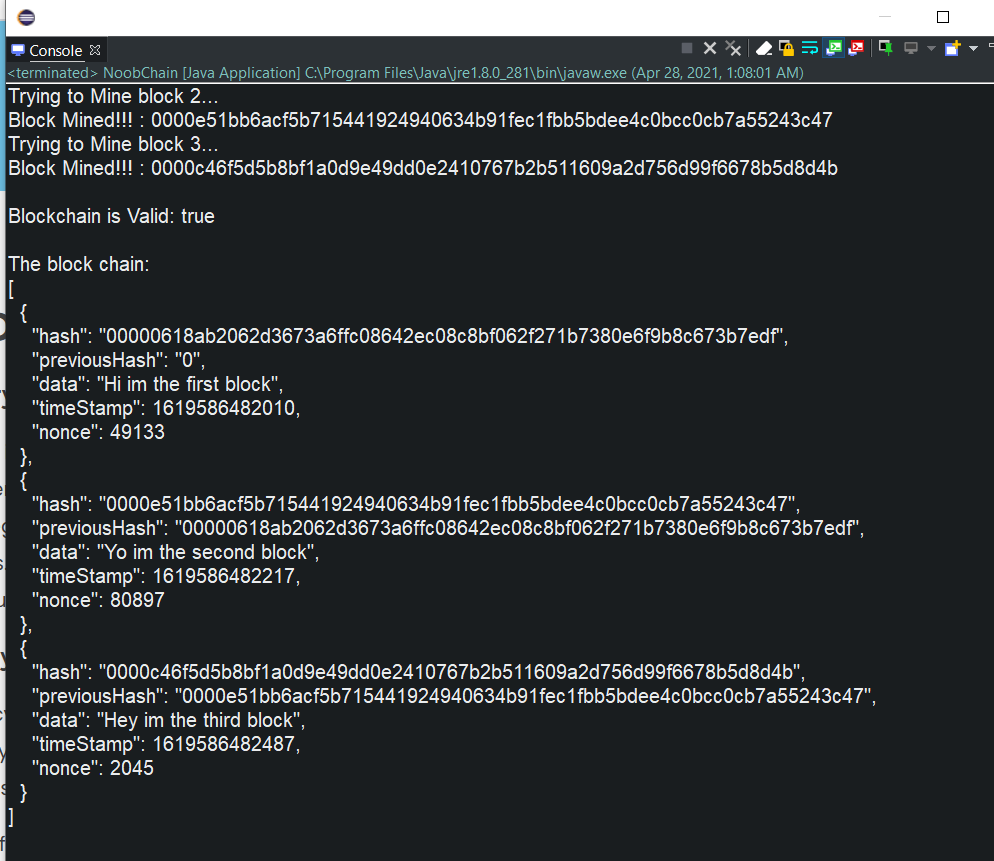 Console
<terminated> NoobChain [Java Application] C:\Program Files\Java\jre1.8.0_281\bin\javaw.exe (Apr 28, 2021, 1:08:01 AM)
Trying to Mine block 2...
Block Mined!!! : 0000e51bb6acf5b715441924940634b91fec1fbb5bdee4c0bcc0cb7a55243c47
Trying to Mine block 3...
Block Mined!!! : 0000c46f5d5b8bf1a0d9e49dd0e2410767b2b511609a2d756d99f6678b5d8d4b
Blockchain is Valid: true
The block chain:
[
{
"hash": "00000618ab2062d3673a6ffc08642ec08c8bf062f271b7380e6f9b8c673b7edf",
"previousHash": "0",
"data": "Hi im the first block",
"timeStamp": 1619586482010,
"nonce": 49133
},
{
"hash": "0000e51bb6acf5b715441924940634b91fec1fbb5bdee4c0bcc0cb7a55243c47",
"previousHash": "00000618ab2062d3673a6ffc08642ec08c8bf062f271b7380e6f9b8c673b7edf",
"data": "Yo im the second block",
"timeStamp": 1619586482217,
"nonce": 80897
},
{
"hash": "0000c46f5d5b8bf1a0d9e49dd0e2410767b2b511609a2d756d99f6678b5d8d4b",
"previousHash": "0000e51bb6acf5b715441924940634b91fec1fbb5bdee4c0bcc0cb7a55243c47",
"data": "Hey im the third block",
"timeStamp": 1619586482487,
"nonce": 2045
}
]